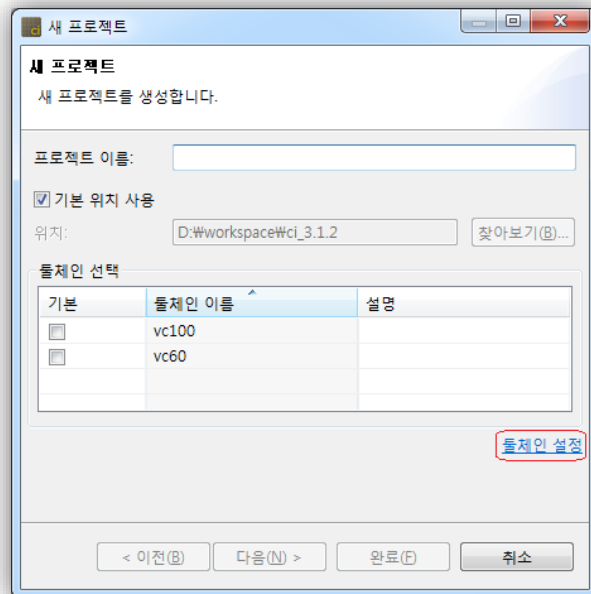 ci 새 프로젝트
새 프로젝트
새 프로젝트를 생성합니다.
프로젝트 이름:
기본 위치 사용
위치: D:₩workspace₩ci_3.1.2 찾아보기(B)...
툴체인 선택
기본 툴체인 이름 설명
vc100
vc60
툴체인 설정
< 이전(B) 다음(N) > 완료(F) 취소